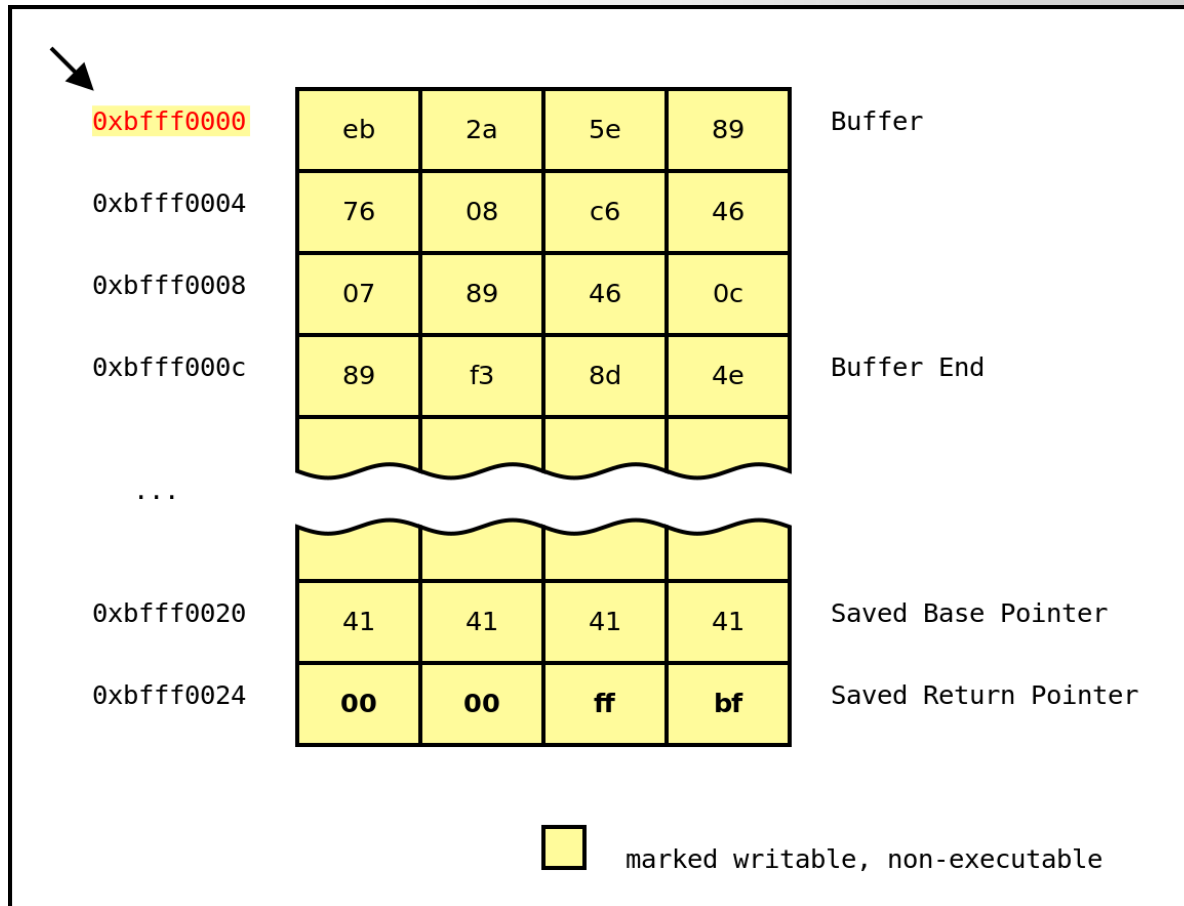 0xbfff0000 eb 2a 5e 89 Buffer
0xbfff0004 76 08 c6 46
0xbfff0008 07 89 46 0c
0xbfff000c 89 f3 8d 4e Buffer End
...
0xbfff0020 41 41 41 41 Saved Base Pointer
0xbfff0024 00 00 ff bf Saved Return Pointer
marked writable, non-executable